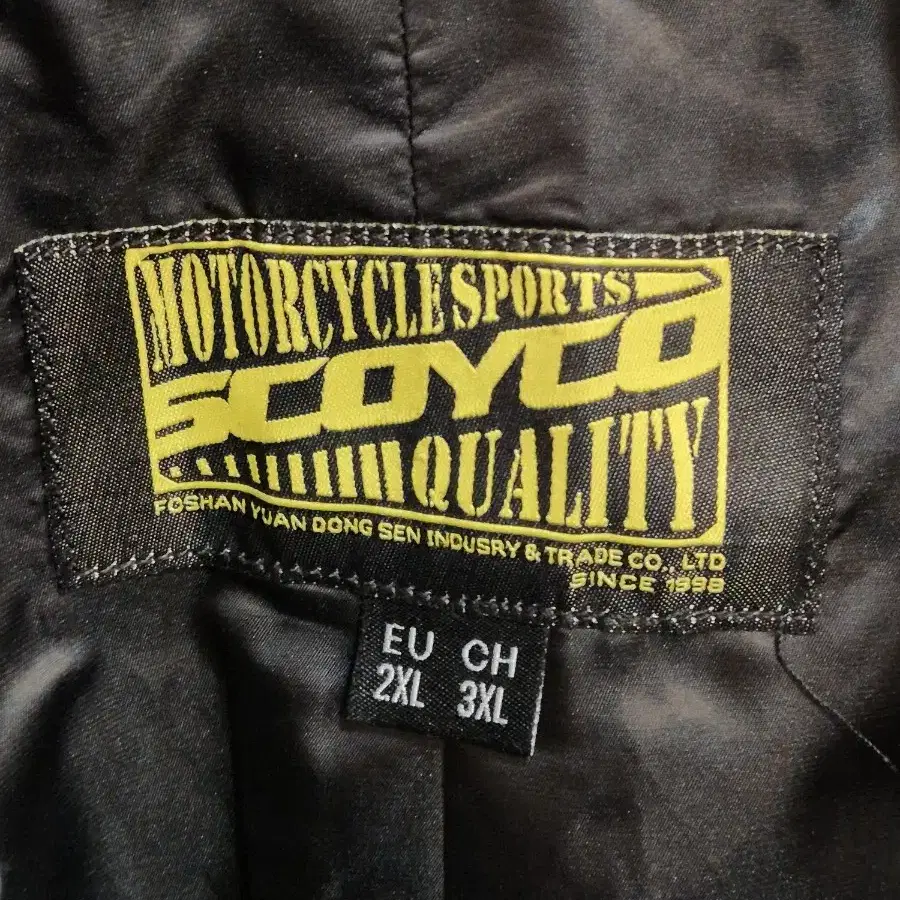 MOTORCYCLE SPORTS
SCOYCO
QUALITY
FOSHAN YUAN DONG SEN INDUSRY & TRADE CO., LTD
SINCE 1998
EU CH
2XL 3XL